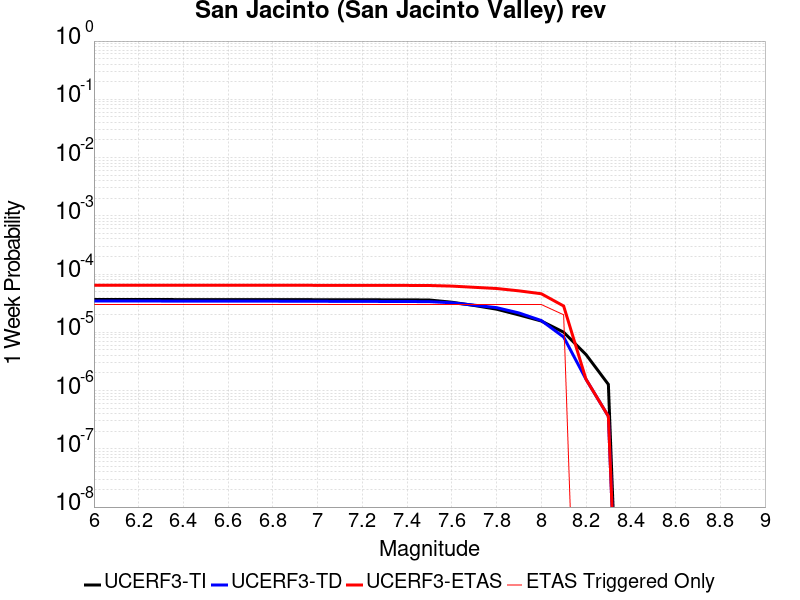 San Jacinto (San Jacinto Valley) rev
10^0
10^-1
10^-2
10^-3
10^-4
10^-5
10^-6
10^-7
10^-8
1 Week Probability
6 6.2 6.4 6.6 6.8 7 7.2 7.4 7.6 7.8 8 8.2 8.4 8.6 8.8 9
Magnitude
UCERF3-TI UCERF3-TD UCERF3-ETAS ETAS Triggered Only